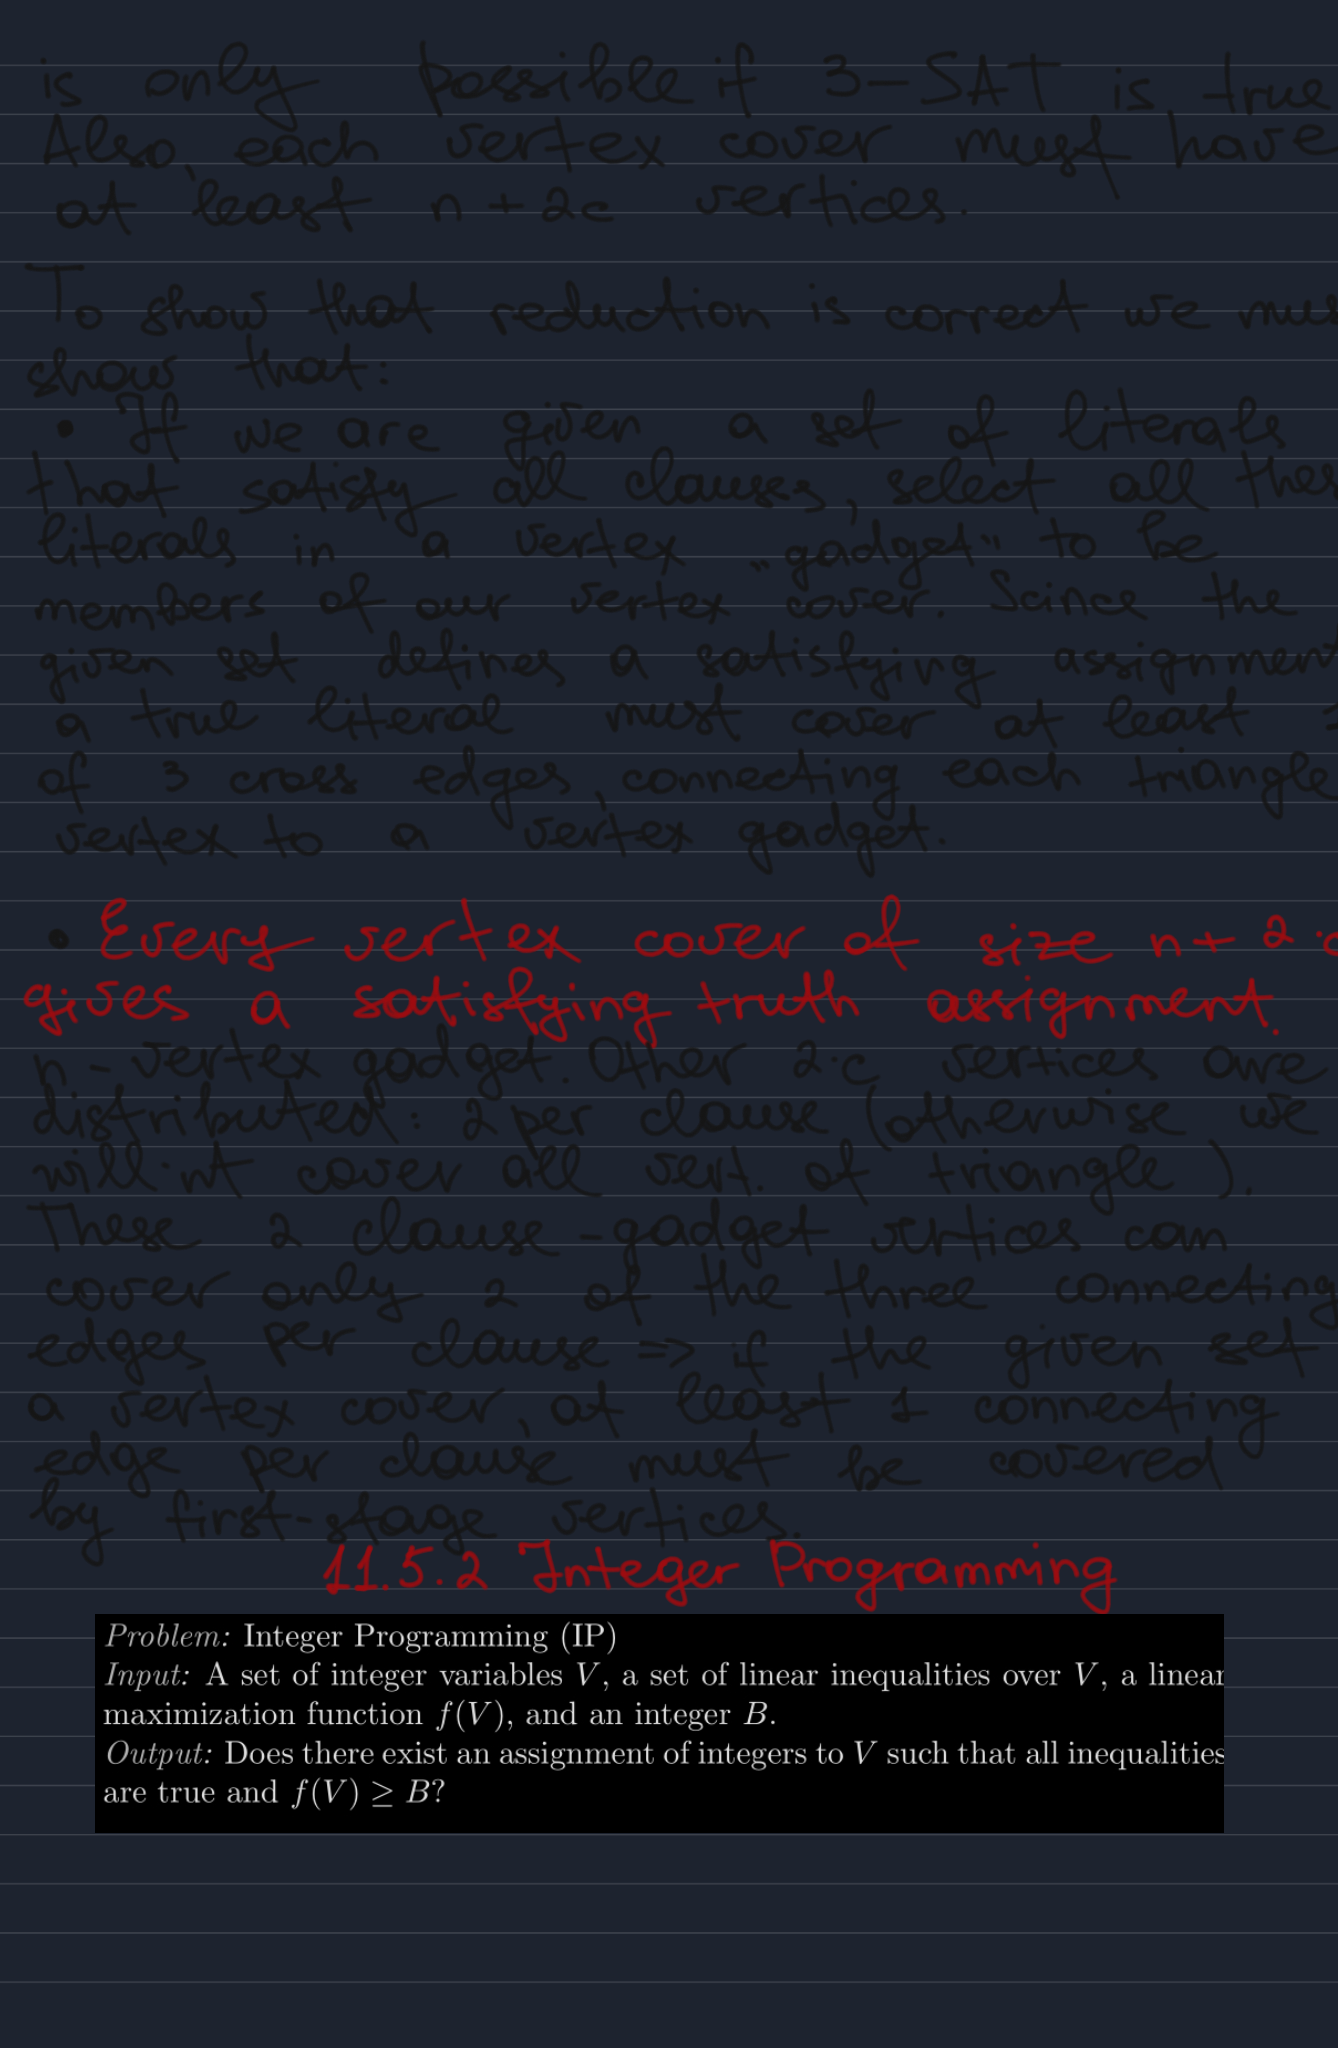 is only possible if 3-SAT is true
Also, each vertex cover must have
at least n + 2c vertices.
To show that reduction is correct we mus
show that:
• If we are given a set of literals
that satisfy all clauses, select all thes
literals in a vertex „gadget" to be
members of our vertex cover. Scince the
given set defines a satisfying assignmen
a true literal must cover at least
of 3 cross edges, connecting each triangle
vertex to a vertex gadget.
• Every vertex cover of size n + 2·c
gives a satisfying truth assignment.
n - vertex gadget. Other 2·c vertices are
distributed: 2 per clause (otherwise we
will·nt cover all vert. of triangle).
These 2 clause-gadget vertices can
cover only 2 of the three connecting
edges per clause => if the given set
a vertex cover, at least 1 connecting
edge per clause must be covered
by first-stage vertices.
11.5.2 Integer Programming
Problem: Integer Programming (IP)
Input: A set of integer variables V, a set of linear inequalities over V, a linear
maximization function f(V), and an integer B.
Output: Does there exist an assignment of integers to V such that all inequalities
are true and f(V) ≥ B?